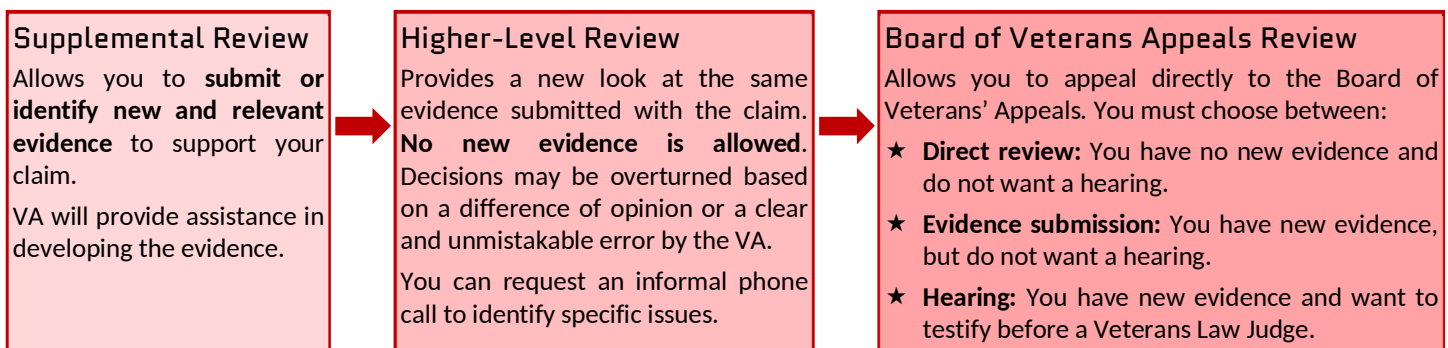 Supplemental Review
Allows you to submit or
identify new and relevant
evidence to support your
claim.
VA will provide assistance in
developing the evidence.
Higher-Level Review
Provides a new look at the same
evidence submitted with the claim.
No new evidence is allowed.
Decisions may be overturned based
on a difference of opinion or a clear
and unmistakable error by the VA.
You can request an informal phone
call to identify specific issues.
Board of Veterans Appeals Review
Allows you to appeal directly to the Board of
Veterans’ Appeals. You must choose between:
★ Direct review: You have no new evidence and
do not want a hearing.
★ Evidence submission: You have new evidence,
but do not want a hearing.
★ Hearing: You have new evidence and want to
testify before a Veterans Law Judge.